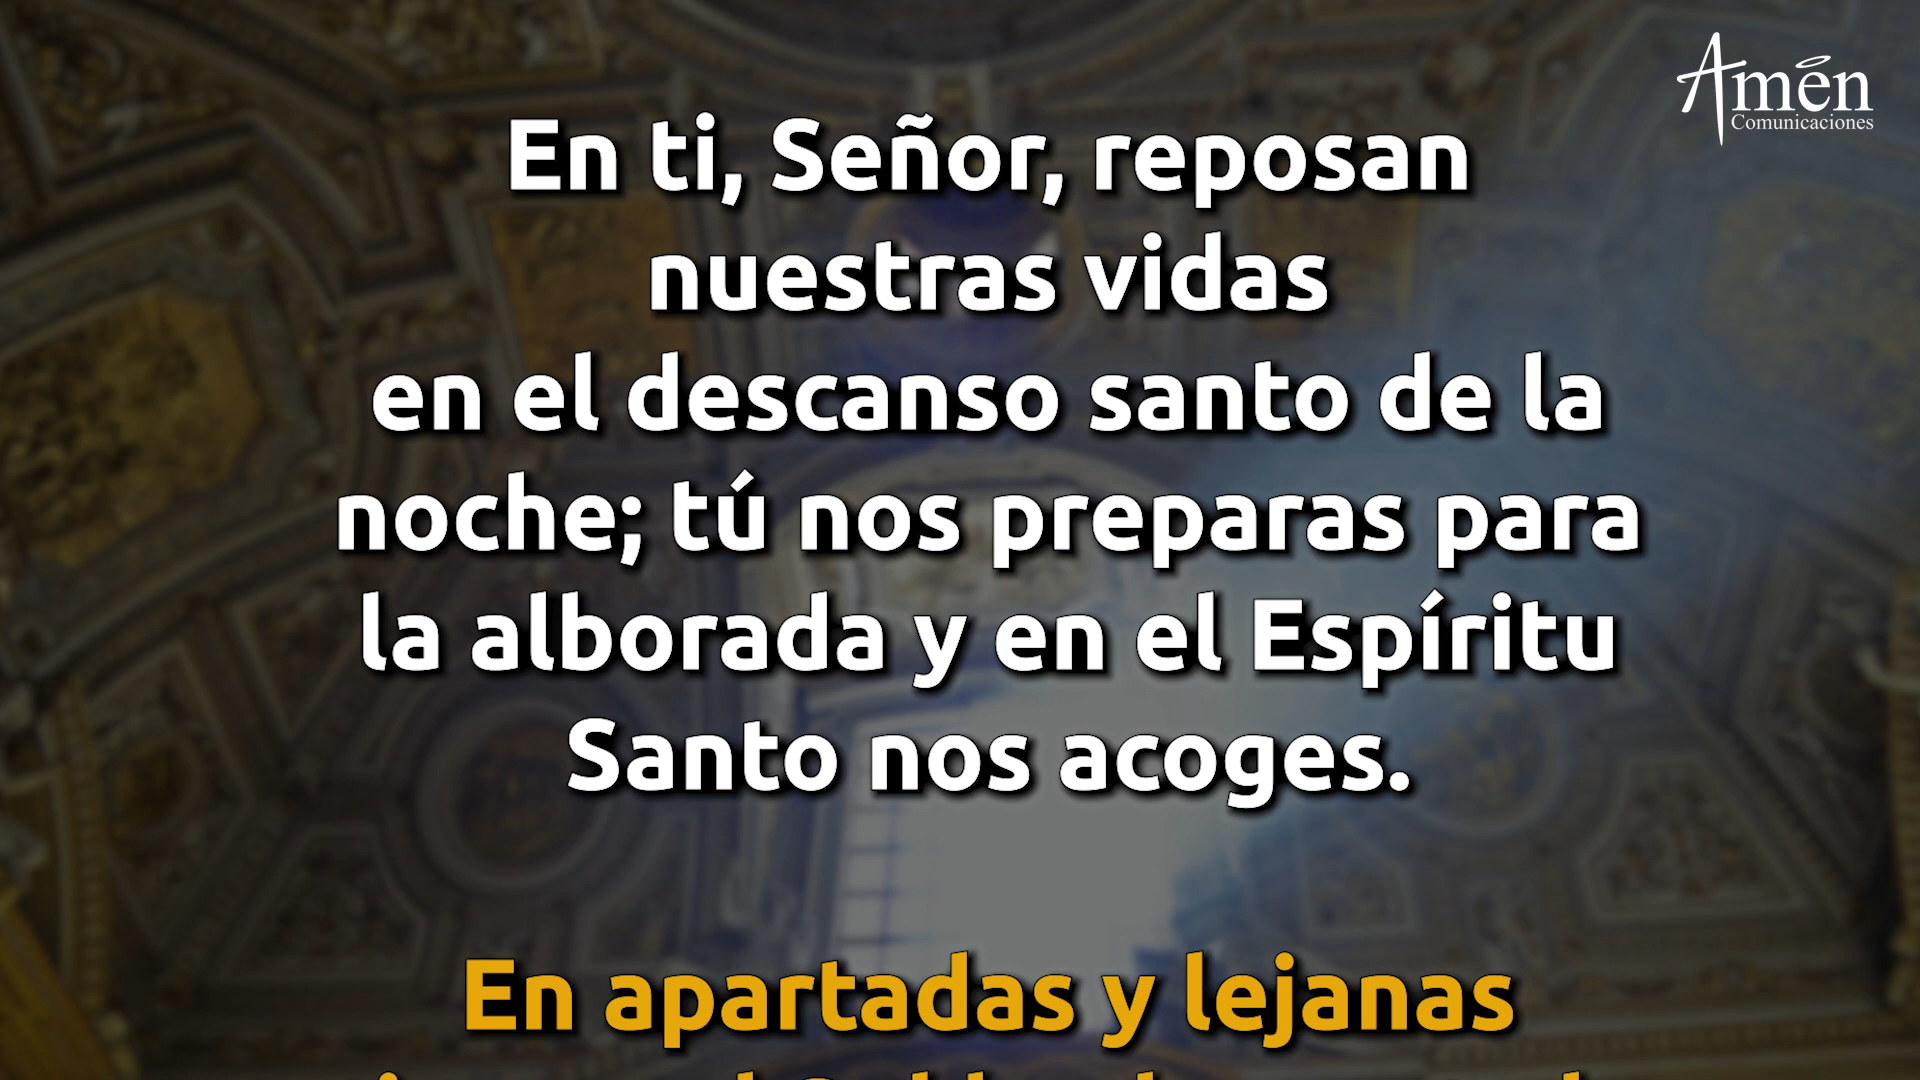 Amén
Comunicaciones
En ti, Señor, reposan
nuestras vidas
en el descanso santo de la
noche; tú nos preparas para
la alborada y en el Espíritu
Santo nos acoges.
En apartadas y lejanas